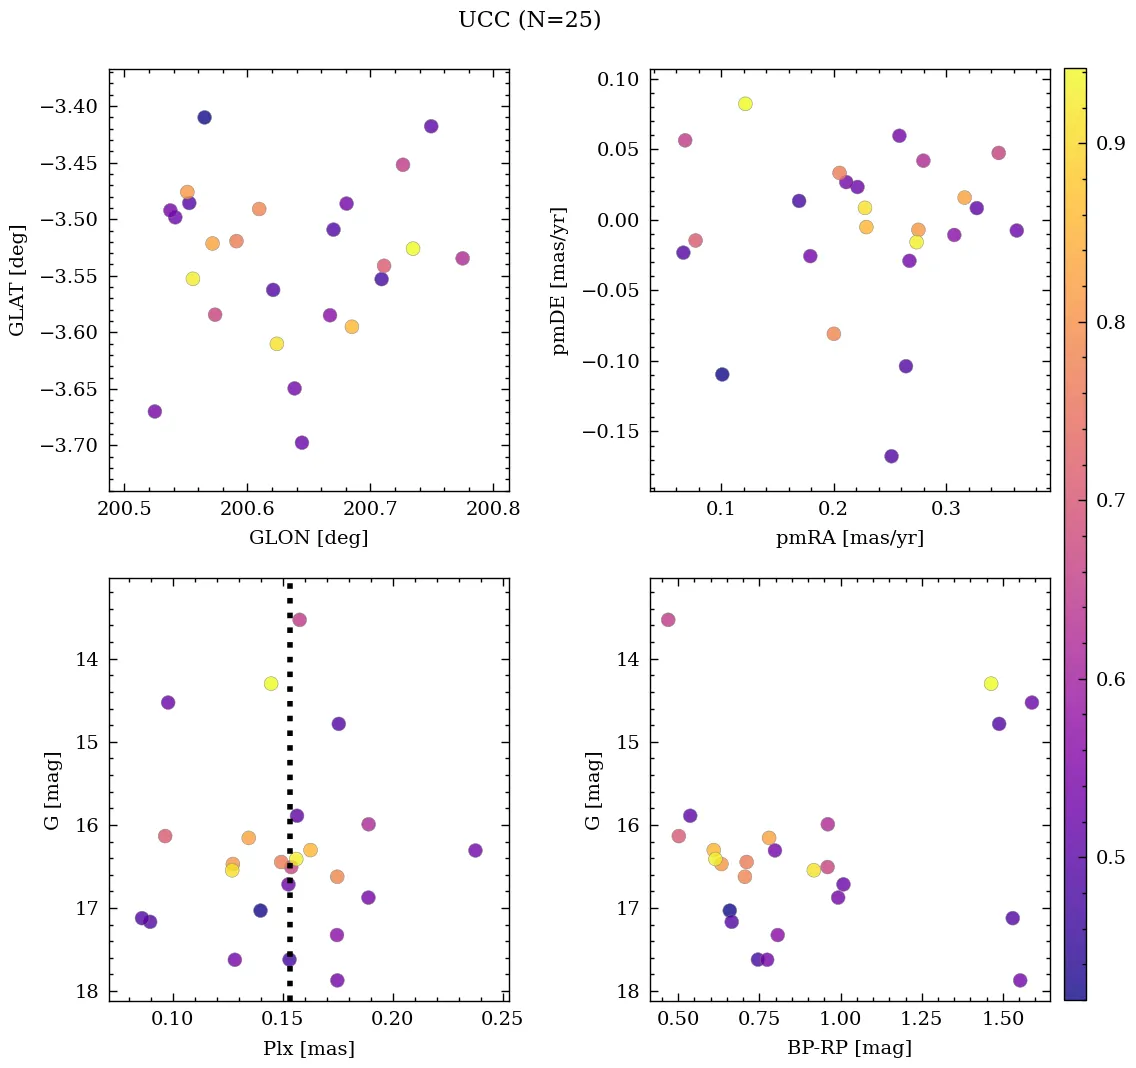 UCC (N=25)
−3.40
−3.45
−3.50
−3.55
−3.60
−3.65
−3.70
GLAT [deg]
200.5 200.6 200.7 200.8
GLON [deg]
0.10
0.05
0.00
−0.05
−0.10
−0.15
pmDE [mas/yr]
0.1 0.2 0.3
pmRA [mas/yr]
0.9
0.8
0.7
0.6
0.5
14
15
16
17
18
G [mag]
0.10 0.15 0.20 0.25
Plx [mas]
14
15
16
17
18
G [mag]
0.50 0.75 1.00 1.25 1.50
BP-RP [mag]